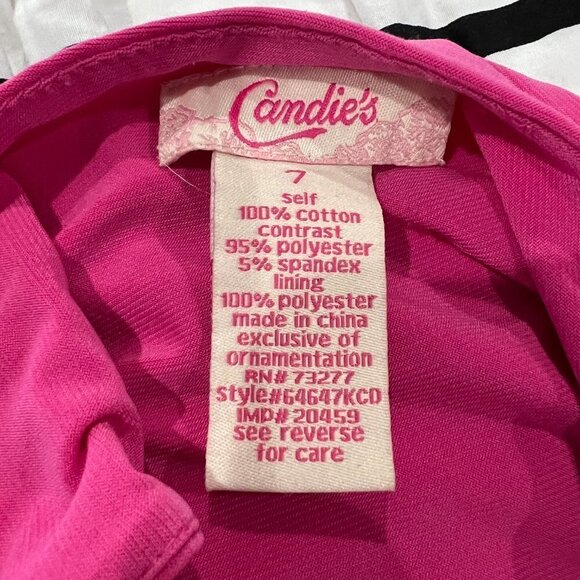 Candie's
7
self
100% cotton
contrast
95% polyester
5% spandex
lining
100% polyester
made in china
exclusive of
ornamentation
RN# 73277
style#64647KCD
IMP# 20459
see reverse
for care